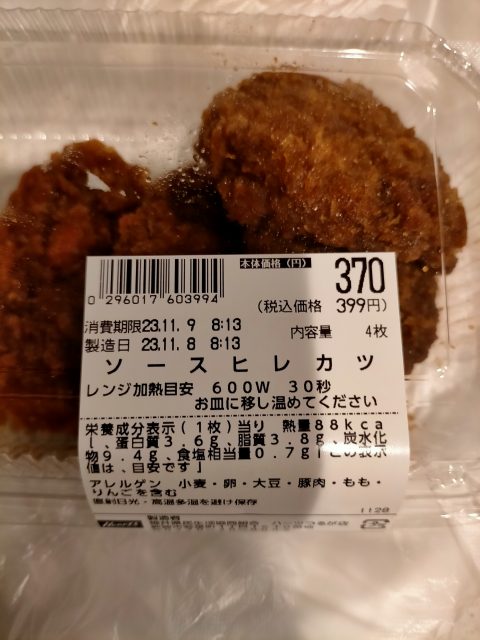 本体価格(円)
370
0 296017 603994
(税込価格 399円)
消費期限23.11. 9 8:13
内容量 4枚
製造日 23.11. 8 8:13
ソースヒレカツ
レンジ加熱目安 600W 30秒
お皿に移し温めてください
栄養成分表示(1枚)当り 熱量88kca
l、蛋白質3.6g、脂質3.8g、炭水化
物9.4g、食塩相当量0.7g「この表示
値は、目安です」
アレルゲン 小麦・卵・大豆・豚肉・もも・
りんごを含む
直射日光・高温多湿を避け保存
1128
製造者